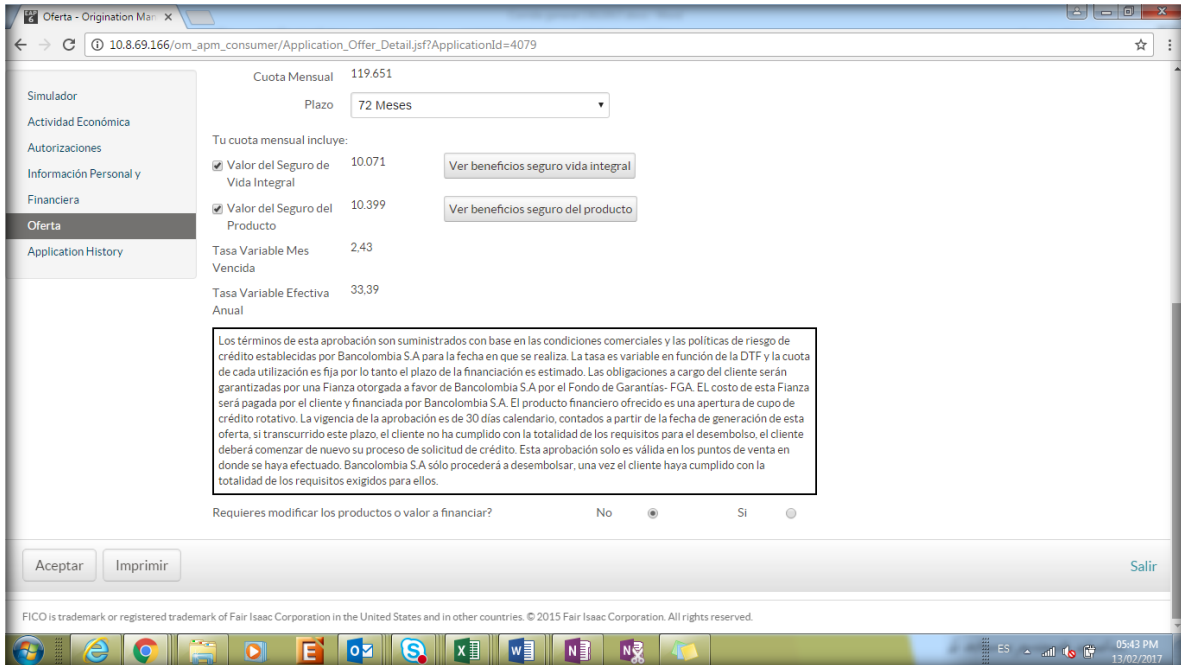 Oferta - Origination Man
10.8.69.166/om_apm_consumer/Application_Offer_Detail.jsf?ApplicationId=4079
Simulador
Actividad Económica
Autorizaciones
Información Personal y
Financiera
Oferta
Application History
Cuota Mensual 119.651
Plazo 72 Meses
Tu cuota mensual incluye:
Valor del Seguro de 10.071 Ver beneficios seguro vida integral
Vida Integral
Valor del Seguro del 10.399 Ver beneficios seguro del producto
Producto
Tasa Variable Mes 2,43
Vencida
Tasa Variable Efectiva 33,39
Anual
Los términos de esta aprobación son suministrados con base en las condiciones comerciales y las políticas de riesgo de
crédito establecidas por Bancolombia S.A para la fecha en que se realiza. La tasa es variable en función de la DTF y la cuota
de cada utilización es fija por lo tanto el plazo de la financiación es estimado. Las obligaciones a cargo del cliente serán
garantizadas por una Fianza otorgada a favor de Bancolombia S.A por el Fondo de Garantías- FGA. EL costo de esta Fianza
será pagada por el cliente y financiada por Bancolombia S.A. El producto financiero ofrecido es una apertura de cupo de
crédito rotativo. La vigencia de la aprobación es de 30 días calendario, contados a partir de la fecha de generación de esta
oferta, si transcurrido este plazo, el cliente no ha cumplido con la totalidad de los requisitos para el desembolso, el cliente
deberá comenzar de nuevo su proceso de solicitud de crédito. Esta aprobación solo es válida en los puntos de venta en
donde se haya efectuado. Bancolombia S.A sólo procederá a desembolsar, una vez el cliente haya cumplido con la
totalidad de los requisitos exigidos para ellos.
Requieres modificar los productos o valor a financiar? No Si
Aceptar Imprimir Salir
FICO is trademark or registered trademark of Fair Isaac Corporation in the United States and in other countries. © 2015 Fair Isaac Corporation. All rights reserved.
ES 05:43 PM
13/02/2017